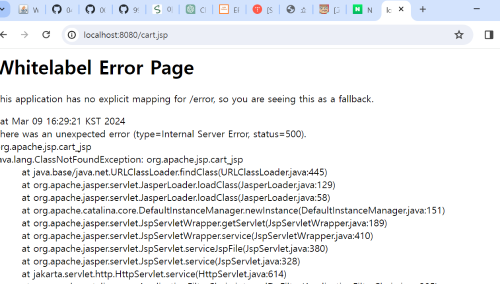 localhost:8080/cart.jsp
Whitelabel Error Page
his application has no explicit mapping for /error, so you are seeing this as a fallback.
at Mar 09 16:29:21 KST 2024
here was an unexpected error (type=Internal Server Error, status=500).
rg.apache.jsp.cart_jsp
ava.lang.ClassNotFoundException: org.apache.jsp.cart_jsp
at java.base/java.net.URLClassLoader.findClass(URLClassLoader.java:445)
at org.apache.jasper.servlet.JasperLoader.loadClass(JasperLoader.java:129)
at org.apache.jasper.servlet.JasperLoader.loadClass(JasperLoader.java:58)
at org.apache.catalina.core.DefaultInstanceManager.newInstance(DefaultInstanceManager.java:151)
at org.apache.jasper.servlet.JspServletWrapper.getServlet(JspServletWrapper.java:189)
at org.apache.jasper.servlet.JspServletWrapper.service(JspServletWrapper.java:410)
at org.apache.jasper.servlet.JspServlet.serviceJspFile(JspServlet.java:380)
at org.apache.jasper.servlet.JspServlet.service(JspServlet.java:328)
at jakarta.servlet.http.HttpServlet.service(HttpServlet.java:614)